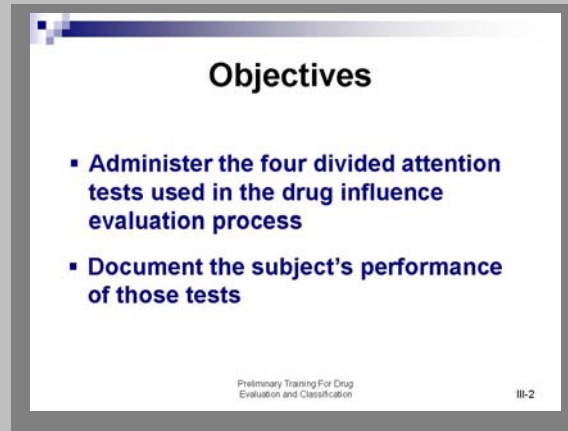 Objectives
▪ Administer the four divided attention
tests used in the drug influence
evaluation process
▪ Document the subject's performance
of those tests
Preliminary Training For Drug
Evaluation and Classification
III-2